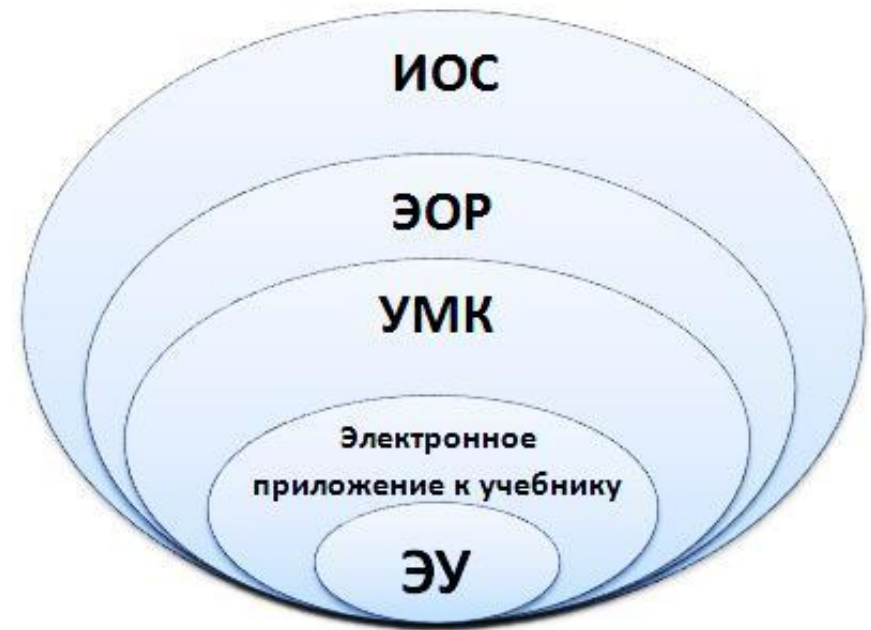 ИОС
ЭОР
УМК
Электронное
приложение к учебнику
ЭУ